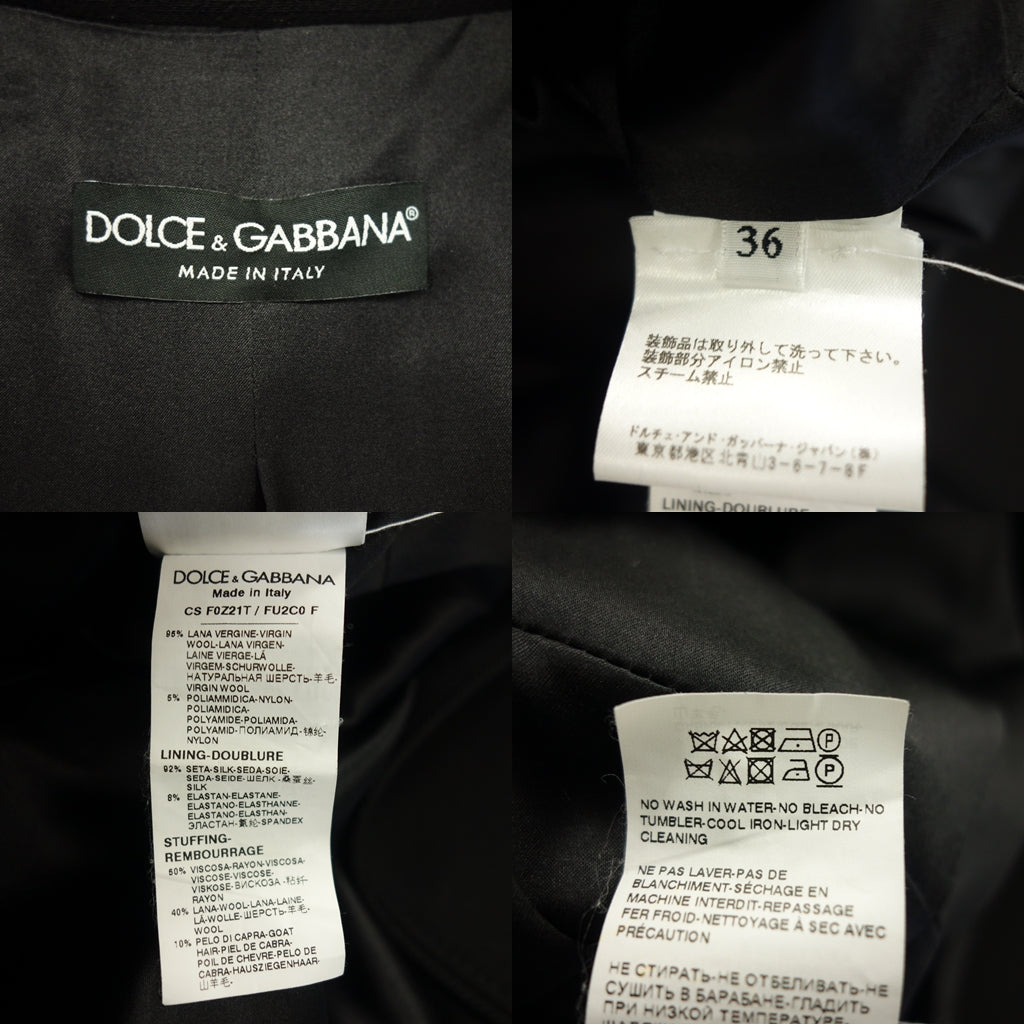 DOLCE & GABBANA®
MADE IN ITALY
36
装飾品は取り外して洗って下さい。
装飾部分アイロン禁止
スチーム禁止
ドルチェ・アンド・ガッバーナ・ジャパン(株)
東京都港区北青山3-6-7-8F
LINING-DOUBLURE
DOLCE & GABBANA
Made in Italy
CS F0Z21T / FU2C0 F
95% LANA VERGINE-VIRGIN
WOOL-LANA VIRGEN-
LAINE VIERGE-LÃ
VIRGEM-SCHURWOLLE-
НАТУРАЛЬНАЯ ШЕРСТЬ-羊毛-
VIRGIN WOOL
5% POLIAMMIDICA-NYLON-
POLIAMIDICA-
POLYAMIDE-POLIAMIDA-
POLYAMID-ПОЛИАМИД-锦纶-
NYLON
LINING-DOUBLURE
92% SETA-SILK-SEDA-SOIE-
SEDA-SEIDE-ШЕЛК-桑蚕丝-
SILK
8% ELASTAN-ELASTANE-
ELASTANO-ELASTHANNE-
ELASTANO-ELASTHAN-
ЭЛАСТАН-氨纶-SPANDEX
STUFFING-
REMBOURRAGE
50% VISCOSA-RAYON-VISCOSA-
VISCOSE-VISCOSE-
VISKOSE-ВИСКОЗА-粘纤-
RAYON
40% LANA-WOOL-LANA-LAINE-
LÃ-WOLLE-ШЕРСТЬ-羊毛-
WOOL
10% PELO DI CAPRA-GOAT
HAIR-PIEL DE CABRA-
POIL DE CHEVRE-PELO DE
CABRA-HAUSZIEGENHAAR-
山羊毛-
NO WASH IN WATER-NO BLEACH-NO
TUMBLER-COOL IRON-LIGHT DRY
CLEANING
NE PAS LAVER-PAS DE
BLANCHIMENT-SÉCHAGE EN
MACHINE INTERDIT-REPASSAGE
FER FROID-NETTOYAGE À SEC AVEC
PRÉCAUTION
НЕ СТИРАТЬ-НЕ ОТБЕЛИВАТЬ-НЕ
СУШИТЬ В БАРАБАНЕ-ГЛАДИТЬ
ПРИ НИЗКОЙ ТЕМПЕРАТУРЕ-